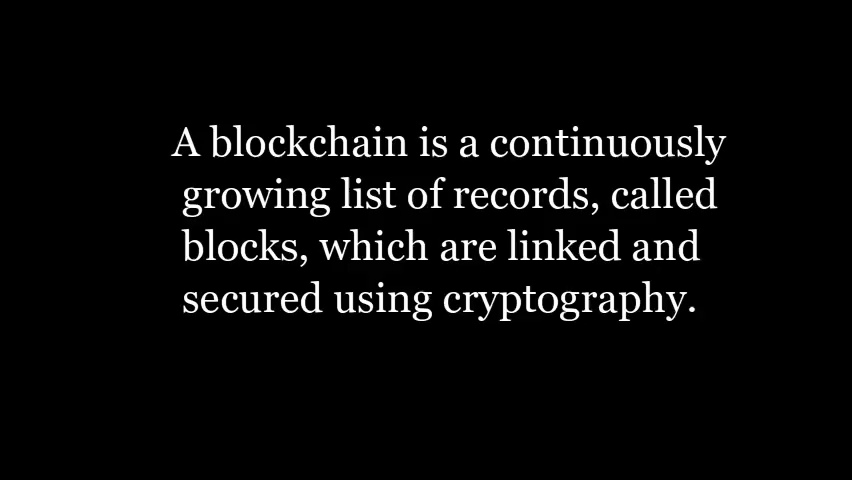 A blockchain is a continuously
growing list of records, called
blocks, which are linked and
secured using cryptography.